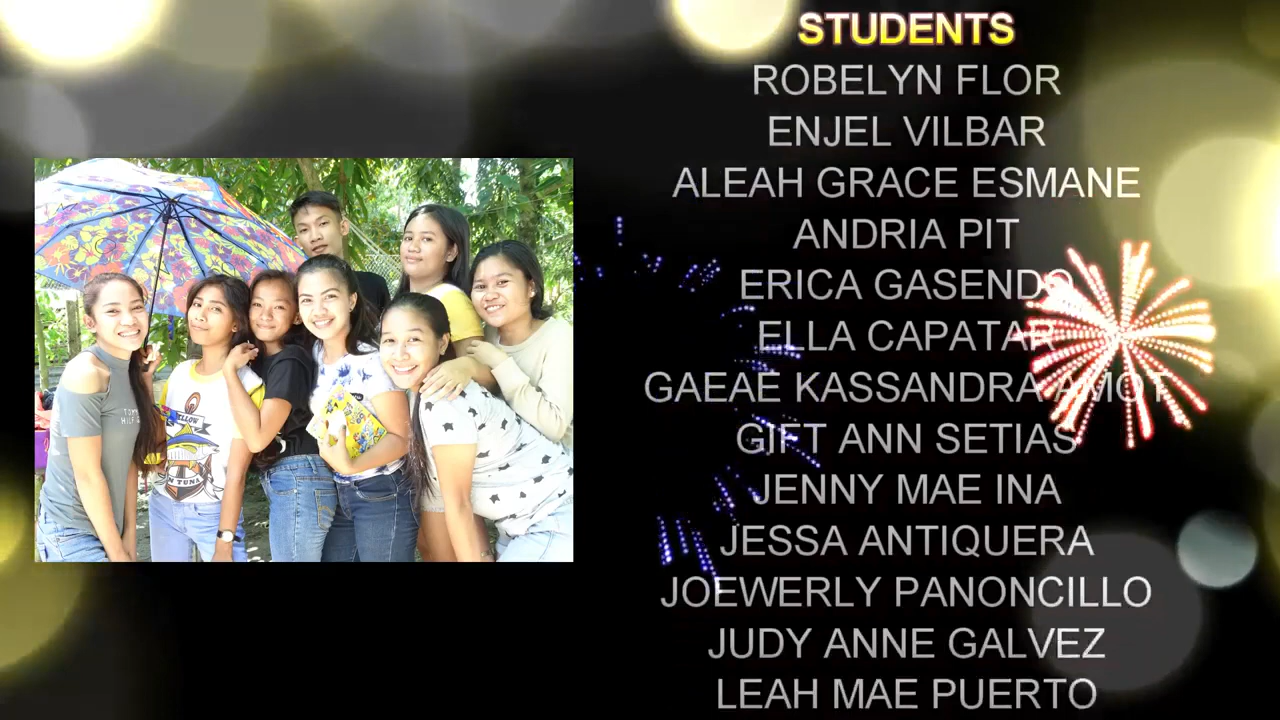 STUDENTS
ROBELYN FLOR
ENJEL VILBAR
ALEAH GRACE ESMANE
ANDRIA PIT
ERICA GASENDO
ELLA CAPATAR
GAEAE KASSANDRA AMOT
GIFT ANN SETIAS
JENNY MAE INA
JESSA ANTIQUERA
JOEWERLY PANONCILLO
JUDY ANNE GALVEZ
LEAH MAE PUERTO
TUNA